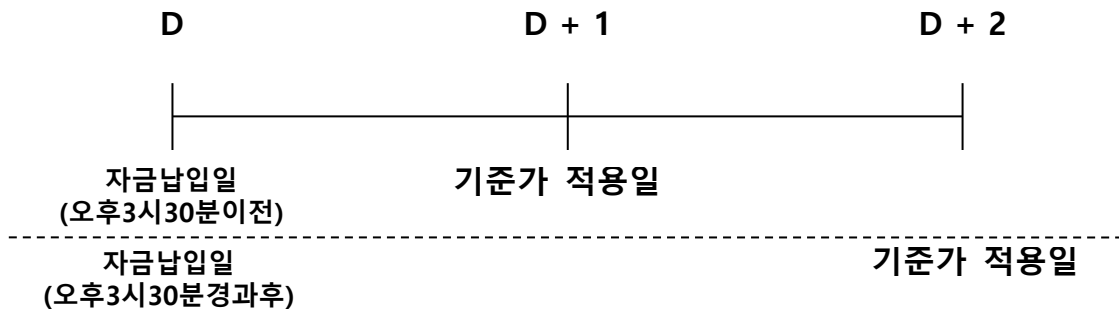 D D + 1 D + 2
자금납입일 기준가 적용일
(오후3시30분이전)
자금납입일 기준가 적용일
(오후3시30분경과후)